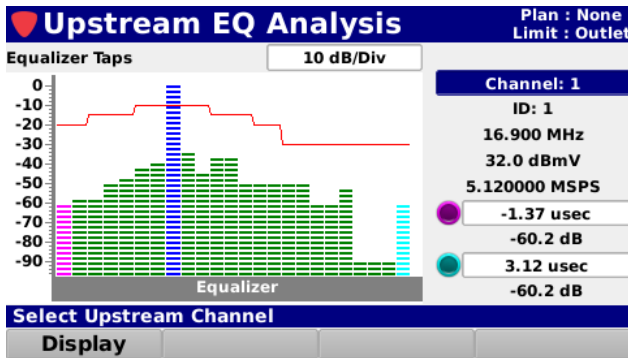 Upstream EQ Analysis
Plan : None
Limit : Outlet
Equalizer Taps
10 dB/Div
0
-10
-20
-30
-40
-50
-60
-70
-80
-90
Equalizer
Channel: 1
ID: 1
16.900 MHz
32.0 dBmV
5.120000 MSPS
-1.37 usec
-60.2 dB
3.12 usec
-60.2 dB
Select Upstream Channel
Display